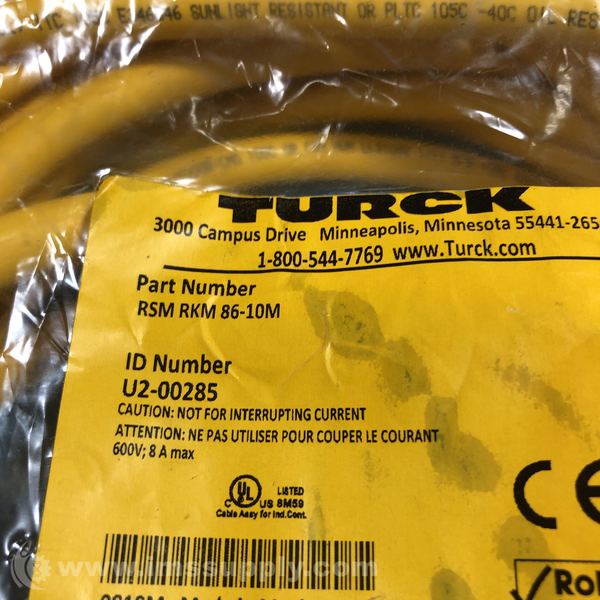 E146946 SUNLIGHT RESISTANT OR PLTC 105C -40C OIL RES
TURCK
3000 Campus Drive Minneapolis, Minnesota 55441-265
1-800-544-7769 www.Turck.com
Part Number
RSM RKM 86-10M
ID Number
U2-00285
CAUTION: NOT FOR INTERRUPTING CURRENT
ATTENTION: NE PAS UTILISER POUR COUPER LE COURANT
600V; 8 A max
C UL US LISTED 8M59
Cable Assy for Ind. Cont.
CE
www.imssupply.com
√RoH